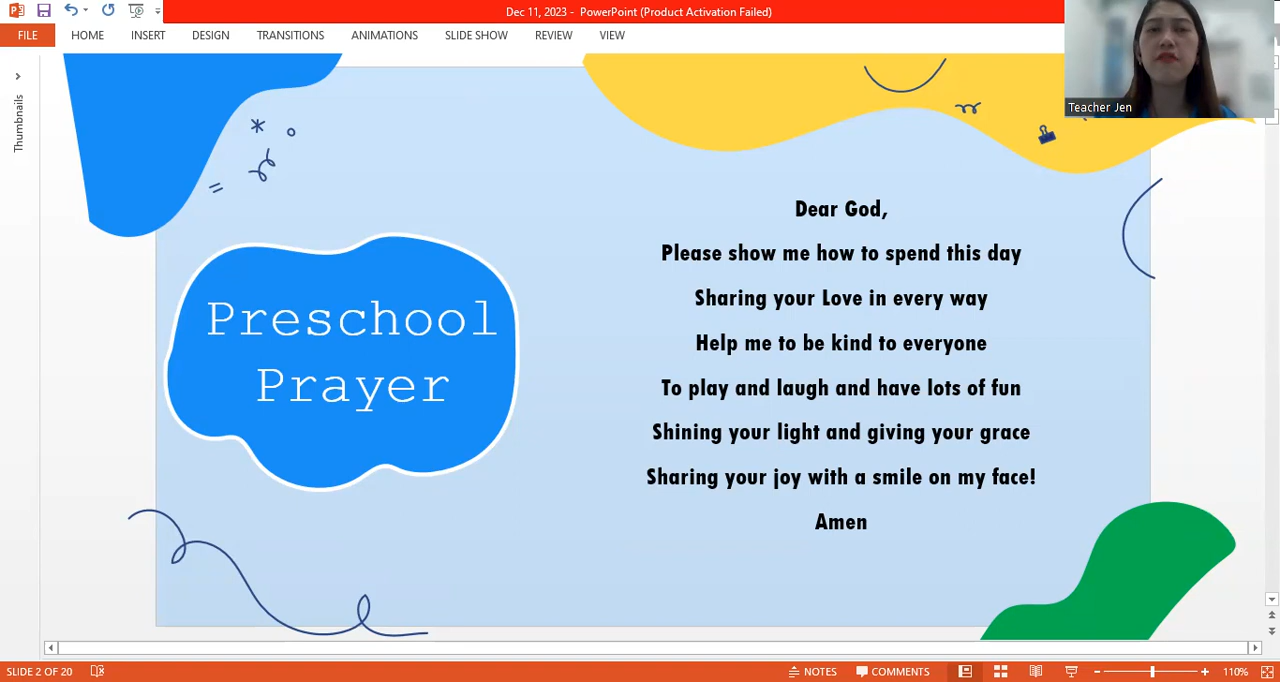 Dec 11, 2023 - PowerPoint (Product Activation Failed)
FILE HOME INSERT DESIGN TRANSITIONS ANIMATIONS SLIDE SHOW REVIEW VIEW
Teacher Jen
Thumbnails
Preschool
Prayer
Dear God,
Please show me how to spend this day
Sharing your Love in every way
Help me to be kind to everyone
To play and laugh and have lots of fun
Shining your light and giving your grace
Sharing your joy with a smile on my face!
Amen
SLIDE 2 OF 20 NOTES COMMENTS 110%